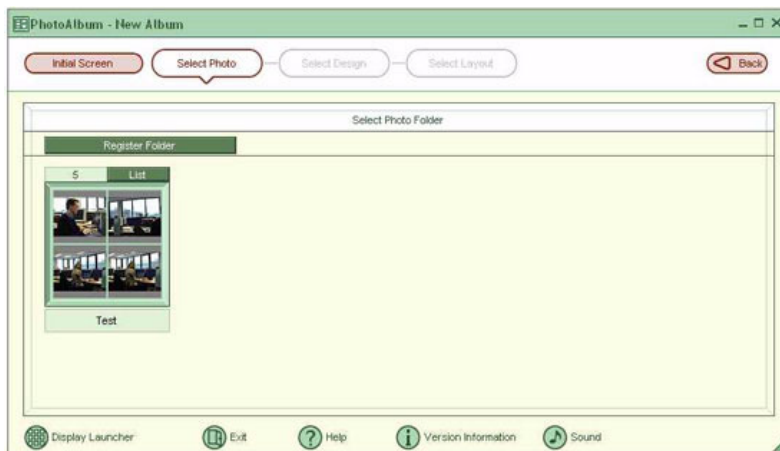 PhotoAlbum - New Album
Initial Screen
Select Photo
Select Design
Select Layout
Back
Select Photo Folder
Register Folder
5 List
Test
Display Launcher Exit Help Version Information Sound